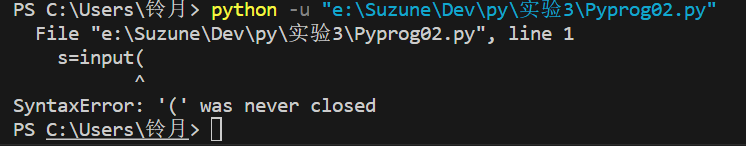 PS C:\Users\铃月> python -u "e:\Suzune\Dev\py\实验3\Pyprog02.py"
  File "e:\Suzune\Dev\py\实验3\Pyprog02.py", line 1
    s=input(
           ^
SyntaxError: '(' was never closed
PS C:\Users\铃月>